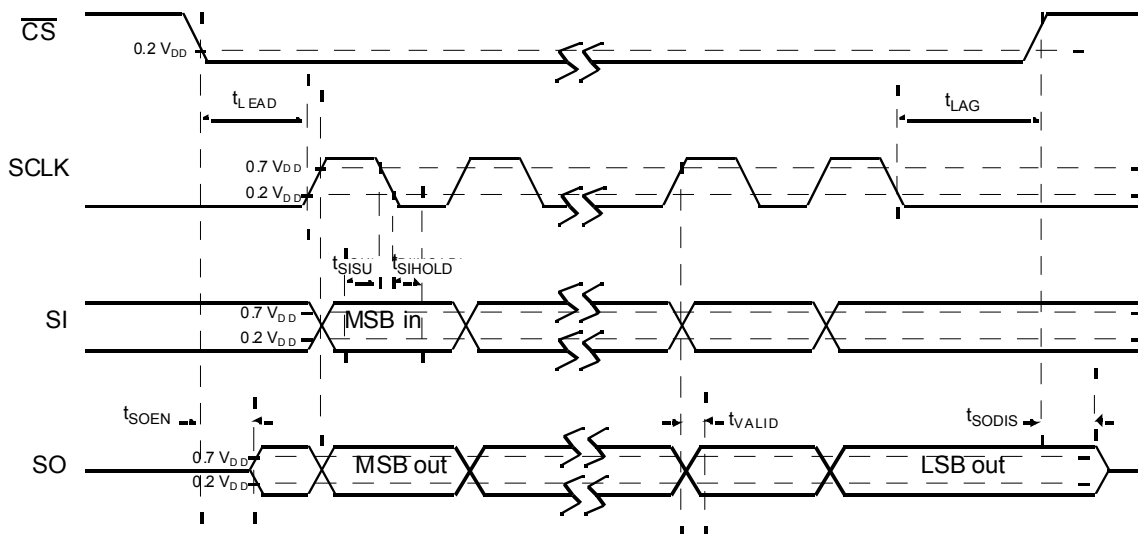 CS
0.2 VDD
tLEAD
tLAG
SCLK
0.7 VDD
0.2 VDD
tSISU
tSIHOLD
SI
0.7 VDD
MSB in
0.2 VDD
tSOEN
tVALID
tSODIS
SO
0.7 VDD
MSB out
LSB out
0.2 VDD